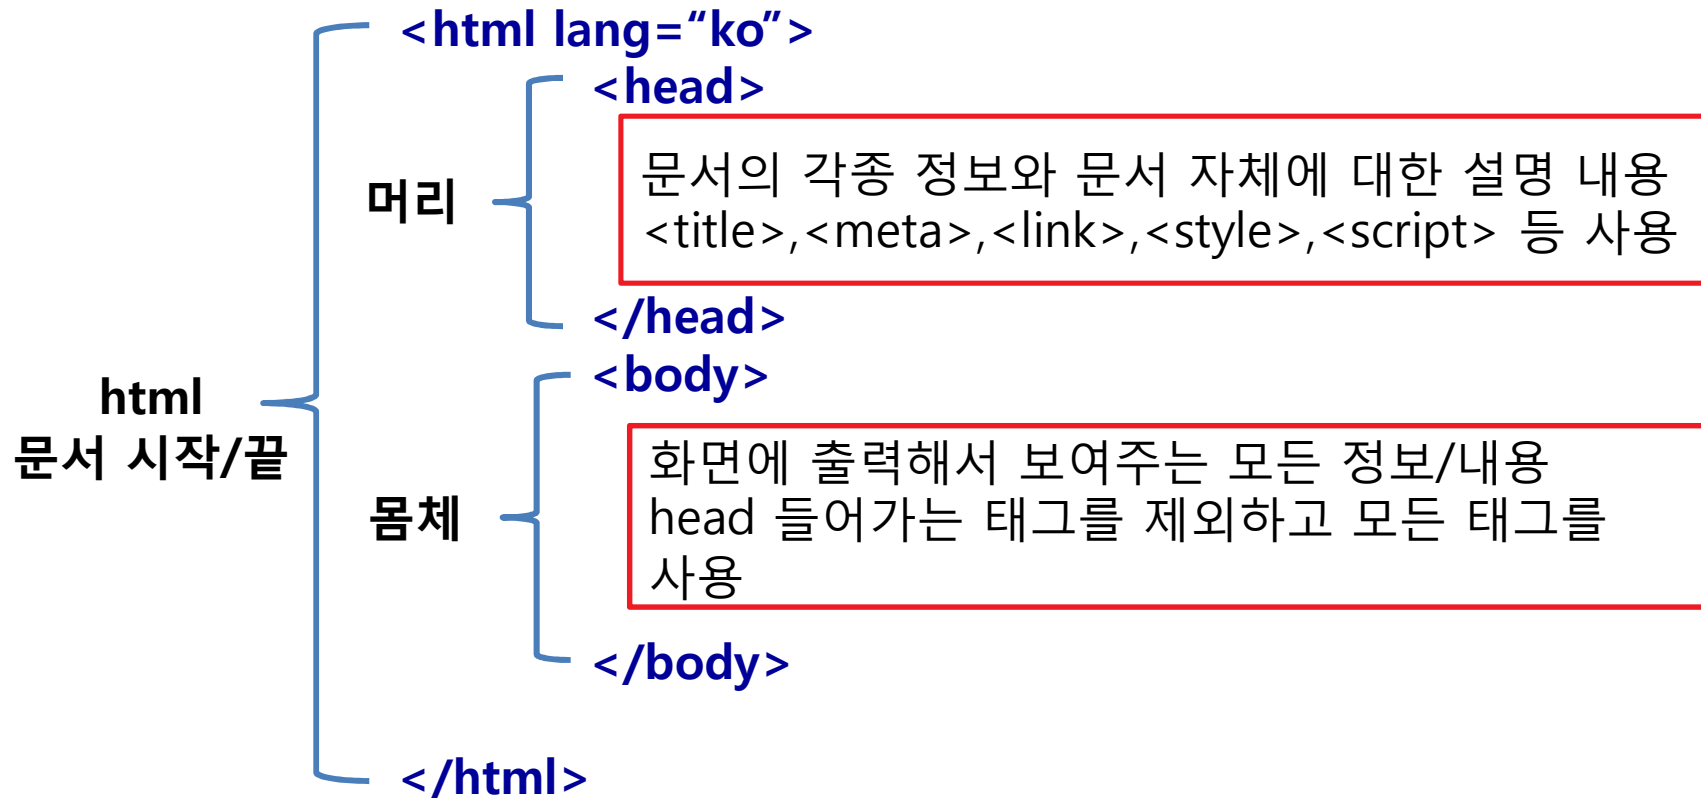 <html lang=“ko”>
<head>
문서의 각종 정보와 문서 자체에 대한 설명 내용
머리
<title>,<meta>,<link>,<style>,<script> 등 사용
</head>
<body>
html
문서 시작/끝
화면에 출력해서 보여주는 모든 정보/내용
head 들어가는 태그를 제외하고 모든 태그를
몸체
사용
</body>
</html>